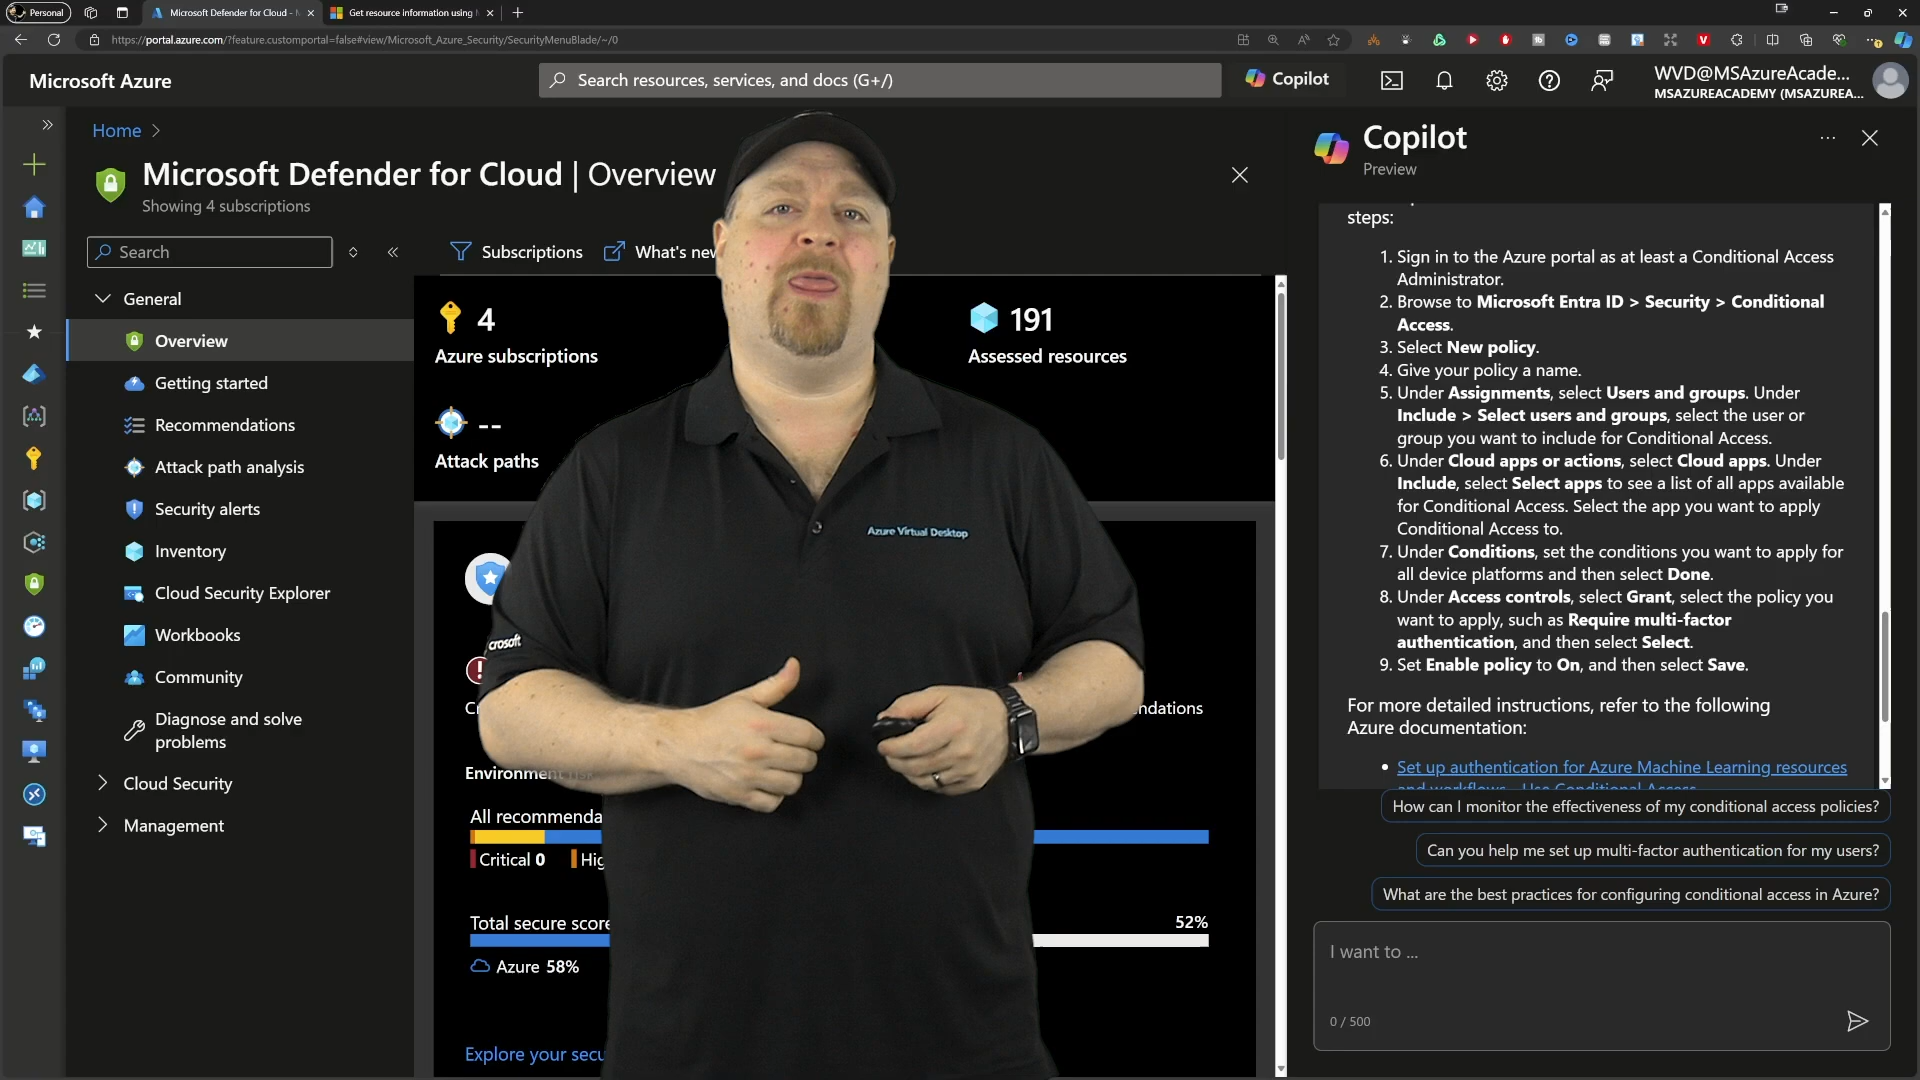 Personal
Microsoft Defender for Cloud -
Get resource information using
https://portal.azure.com/?feature.customportal=false#view/Microsoft_Azure_Security/SecurityMenuBlade/~/0
Microsoft Azure
Search resources, services, and docs (G+/)
Copilot
WVD@MSAzureAcade...
MSAZUREACADEMY (MSAZUREA...
Home
Microsoft Defender for Cloud | Overview
Showing 4 subscriptions
Search
Subscriptions
What's new
General
Overview
Getting started
Recommendations
Attack path analysis
Security alerts
Inventory
Cloud Security Explorer
Workbooks
Community
Diagnose and solve
problems
Cloud Security
Management
4
Azure subscriptions
191
Assessed resources
--
Attack paths
Azure Virtual Desktop
crosoft
Cr
ndations
Environment risk
All recommenda
Critical 0
Hig
Total secure score
52%
Azure 58%
Explore your secu
Copilot
Preview
steps:
1. Sign in to the Azure portal as at least a Conditional Access
Administrator.
2. Browse to Microsoft Entra ID > Security > Conditional
Access.
3. Select New policy.
4. Give your policy a name.
5. Under Assignments, select Users and groups. Under
Include > Select users and groups, select the user or
group you want to include for Conditional Access.
6. Under Cloud apps or actions, select Cloud apps. Under
Include, select Select apps to see a list of all apps available
for Conditional Access. Select the app you want to apply
Conditional Access to.
7. Under Conditions, set the conditions you want to apply for
all device platforms and then select Done.
8. Under Access controls, select Grant, select the policy you
want to apply, such as Require multi-factor
authentication, and then select Select.
9. Set Enable policy to On, and then select Save.
For more detailed instructions, refer to the following
Azure documentation:
Set up authentication for Azure Machine Learning resources
and workflows - Use Conditional Access
How can I monitor the effectiveness of my conditional access policies?
Can you help me set up multi-factor authentication for my users?
What are the best practices for configuring conditional access in Azure?
I want to ...
0 / 500